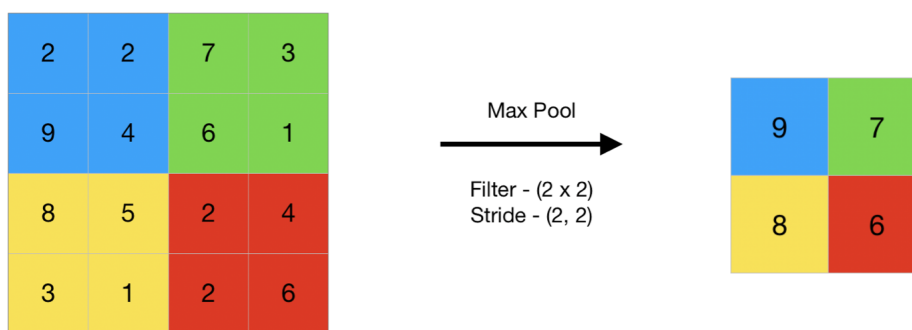 2 2 7 3
9 4 6 1
8 5 2 4
3 1 2 6
Max Pool
Filter - (2 x 2)
Stride - (2, 2)
9 7
8 6